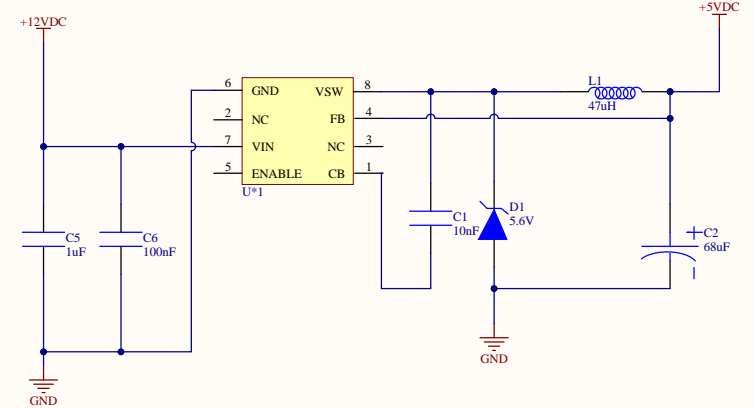 +12VDC
+5VDC
6 GND VSW 8
2 NC FB 4
7 VIN NC 3
5 ENABLE CB 1
U*1
L1
47uH
C5
1uF
C6
100nF
C1
10nF
D1
5.6V
+ C2
68uF
GND
GND